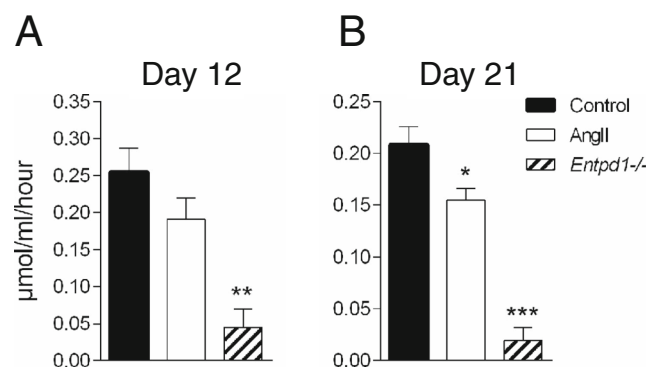 A
Day 12
µmol/ml/hour
0.35
0.30
0.25
0.20
0.15
0.10
0.05
0.00
**
B
Day 21
0.25
0.20
0.15
0.10
0.05
0.00
*
***
Control
AngII
Entpd1-/-